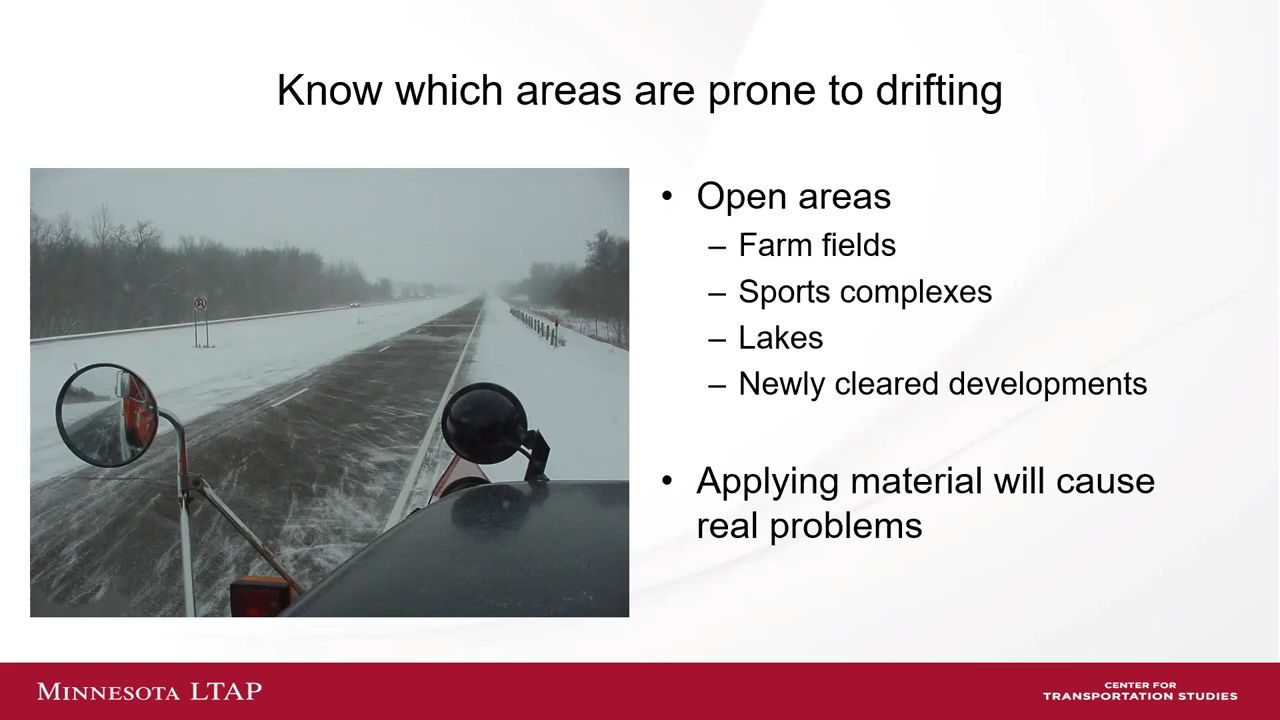 Know which areas are prone to drifting
• Open areas
– Farm fields
– Sports complexes
– Lakes
– Newly cleared developments
• Applying material will cause
real problems
MINNESOTA LTAP
CENTER FOR
TRANSPORTATION STUDIES